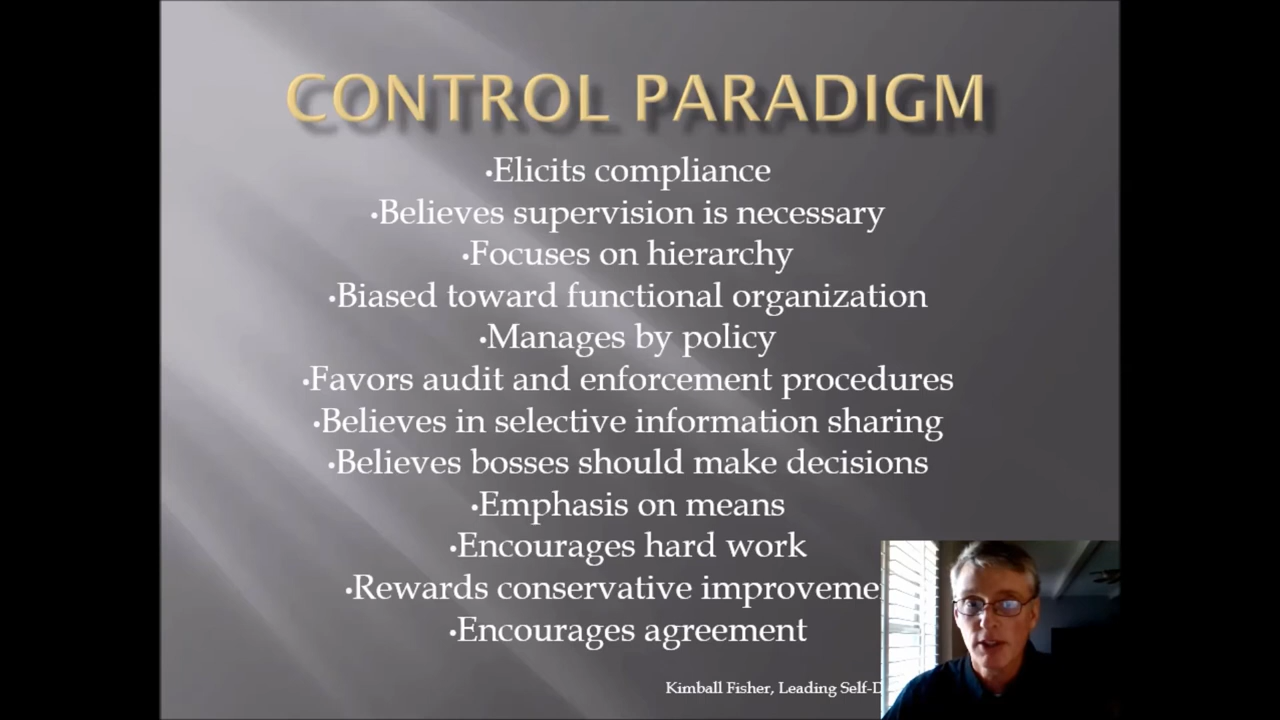 CONTROL PARADIGM
•Elicits compliance
•Believes supervision is necessary
•Focuses on hierarchy
•Biased toward functional organization
•Manages by policy
•Favors audit and enforcement procedures
•Believes in selective information sharing
•Believes bosses should make decisions
•Emphasis on means
•Encourages hard work
•Rewards conservative
•Encourages agreement
Kimball Fisher, Leading